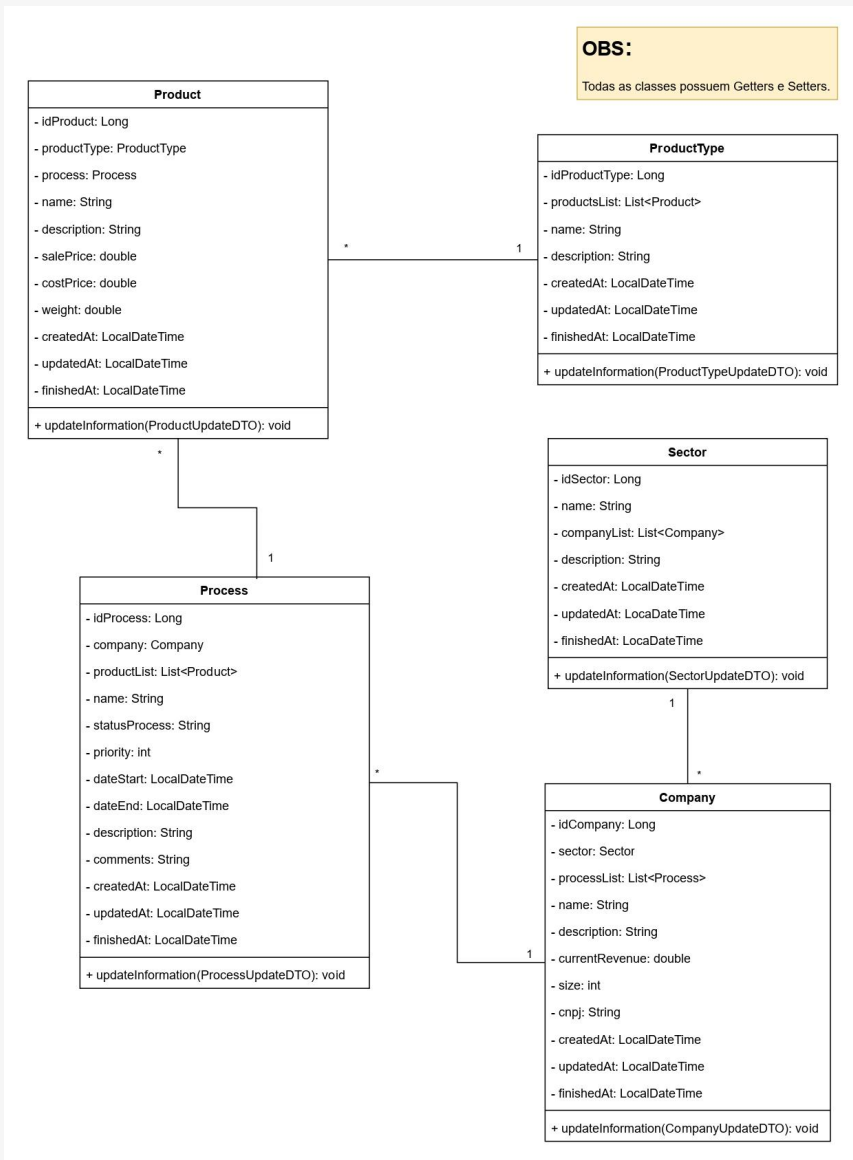 OBS:
Todas as classes possuem Getters e Setters.
Product
- idProduct: Long
- productType: ProductType
- process: Process
- name: String
- description: String
- salePrice: double
- costPrice: double
- weight: double
- createdAt: LocalDateTime
- updatedAt: LocalDateTime
- finishedAt: LocalDateTime
+ updateInformation(ProductUpdateDTO): void
*
1
ProductType
- idProductType: Long
- productsList: List<Product>
- name: String
- description: String
- createdAt: LocalDateTime
- updatedAt: LocalDateTime
- finishedAt: LocalDateTime
+ updateInformation(ProductTypeUpdateDTO): void
*
1
Process
- idProcess: Long
- company: Company
- productList: List<Product>
- name: String
- statusProcess: String
- priority: int
- dateStart: LocalDateTime
- dateEnd: LocalDateTime
- description: String
- comments: String
- createdAt: LocalDateTime
- updatedAt: LocalDateTime
- finishedAt: LocalDateTime
+ updateInformation(ProcessUpdateDTO): void
*
1
Sector
- idSector: Long
- name: String
- companyList: List<Company>
- description: String
- createdAt: LocalDateTime
- updatedAt: LocaDateTime
- finishedAt: LocaDateTime
+ updateInformation(SectorUpdateDTO): void
1
*
Company
- idCompany: Long
- sector: Sector
- processList: List<Process>
- name: String
- description: String
- currentRevenue: double
- size: int
- cnpj: String
- createdAt: LocalDateTime
- updatedAt: LocalDateTime
- finishedAt: LocalDateTime
+ updateInformation(CompanyUpdateDTO): void